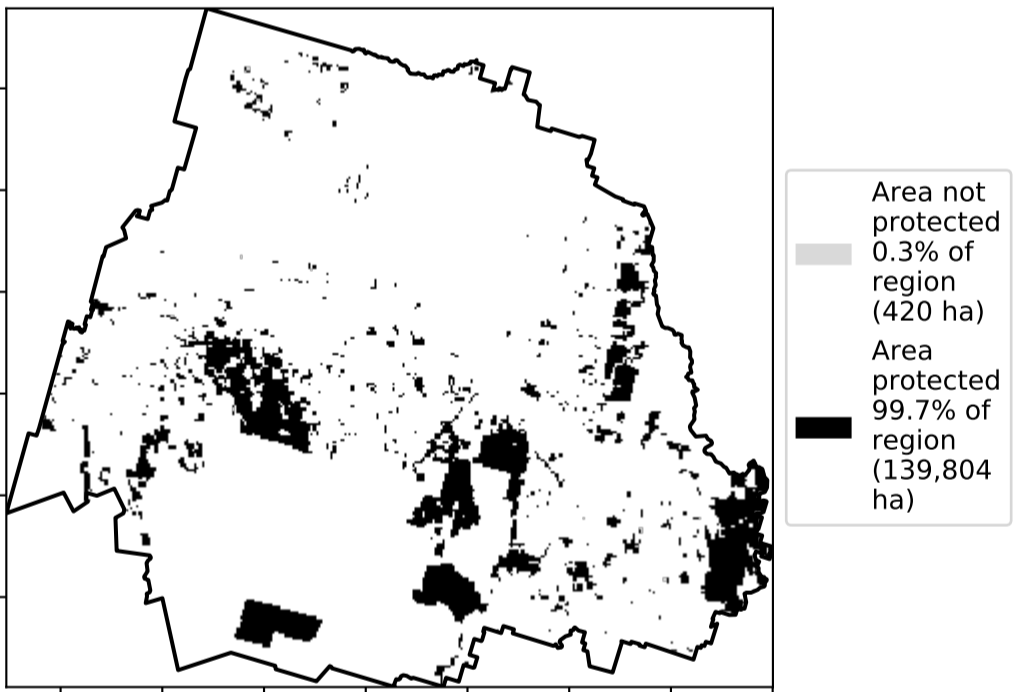 Area not
protected
0.3% of
region
(420 ha)
Area
protected
99.7% of
region
(139,804
ha)